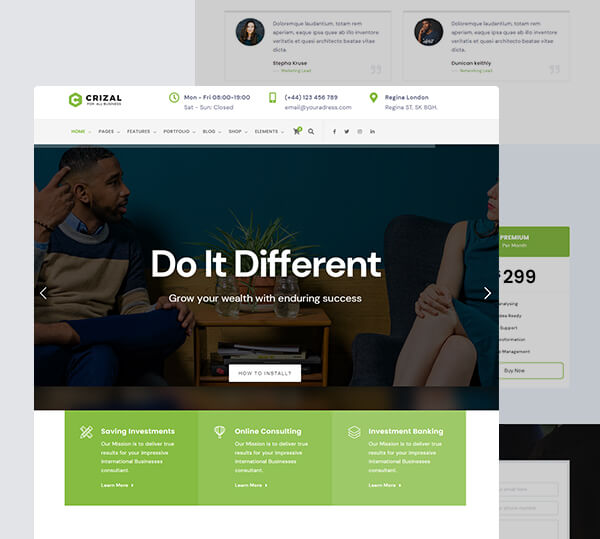 Doloremque laudantium, totam rem
aperiam, eaque ipsa quae ab illo inventore
veritatis et quasi architecto beatae vitae
dicta.
Stepha Kruse
Marketing Lead
Doloremque laudantium, totam rem
aperiam, eaque ipsa quae ab illo inventore
veritatis et quasi architecto beatae vitae
dicta.
Dunican keithly
Marketing Lead
CRIZAL
FOR ALL BUSINESS
Mon - Fri 08:00-19:00
Sat - Sun: Closed
(+44) 123 456 789
email@youradress.com
Regina London
Regina ST, SK 8GH.
HOME PAGES FEATURES PORTFOLIO BLOG SHOP ELEMENTS
Do It Different
Grow your wealth with enduring success
HOW TO INSTALL?
PREMIUM
Per Month
299
Support
Management
Buy Now
Saving Investments
Our Mission is to deliver true
results for your impressive
International Businesses
consultant.
Learn More
Online Consulting
Our Mission is to deliver true
results for your impressive
International Businesses
consultant.
Learn More
Investment Banking
Our Mission is to deliver true
results for your impressive
International Businesses
consultant.
Learn More
email here
phone number